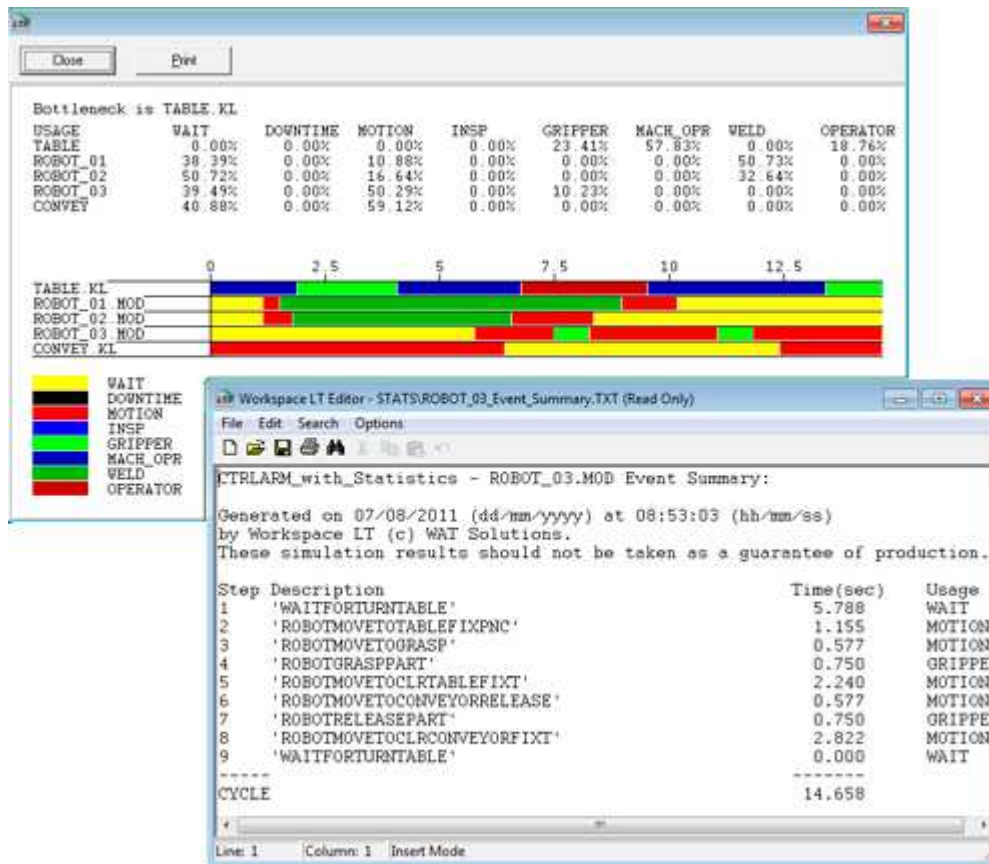 Close Print
Bottleneck is TABLE.KL
USAGE WAIT DOWNTIME MOTION INSP GRIPPER MACH_OPR WELD OPERATOR
TABLE 0.00% 0.00% 0.00% 0.00% 23.41% 57.83% 0.00% 18.76%
ROBOT_01 38.39% 0.00% 10.88% 0.00% 0.00% 0.00% 50.73% 0.00%
ROBOT_02 50.72% 0.00% 16.64% 0.00% 0.00% 0.00% 32.64% 0.00%
ROBOT_03 39.49% 0.00% 50.29% 0.00% 10.23% 0.00% 0.00% 0.00%
CONVEY 40.88% 0.00% 59.12% 0.00% 0.00% 0.00% 0.00% 0.00%
0 2.5 5 7.5 10 12.5
TABLE.KL
ROBOT_01.MOD
ROBOT_02.MOD
ROBOT_03.MOD
CONVEY.KL
WAIT
DOWNTIME
MOTION
INSP
GRIPPER
MACH_OPR
WELD
OPERATOR
Workspace LT Editor - STATS\ROBOT_03_Event_Summary.TXT (Read Only)
File Edit Search Options
CTRLARM_with_Statistics - ROBOT_03.MOD Event Summary:
Generated on 07/08/2011 (dd/mm/yyyy) at 08:53:03 (hh/mm/ss)
by Workspace LT (c) WAT Solutions.
These simulation results should not be taken as a guarantee of production.
Step Description Time(sec) Usage
1 'WAITFORTURNTABLE' 5.788 WAIT
2 'ROBOTMOVETOTABLEFIXPNC' 1.155 MOTION
3 'ROBOTMOVETOGRASP' 0.577 MOTION
4 'ROBOTGRASPPART' 0.750 GRIPPE
5 'ROBOTMOVETOCLRTABLEFIXT' 2.240 MOTION
6 'ROBOTMOVETOCONVEYORRELEASE' 0.577 MOTION
7 'ROBOTRELEASEPART' 0.750 GRIPPE
8 'ROBOTMOVETOCLRCONVEYORFIXT' 2.822 MOTION
9 'WAITFORTURNTABLE' 0.000 WAIT
----- -------
CYCLE 14.658
Line: 1 Column: 1 Insert Mode